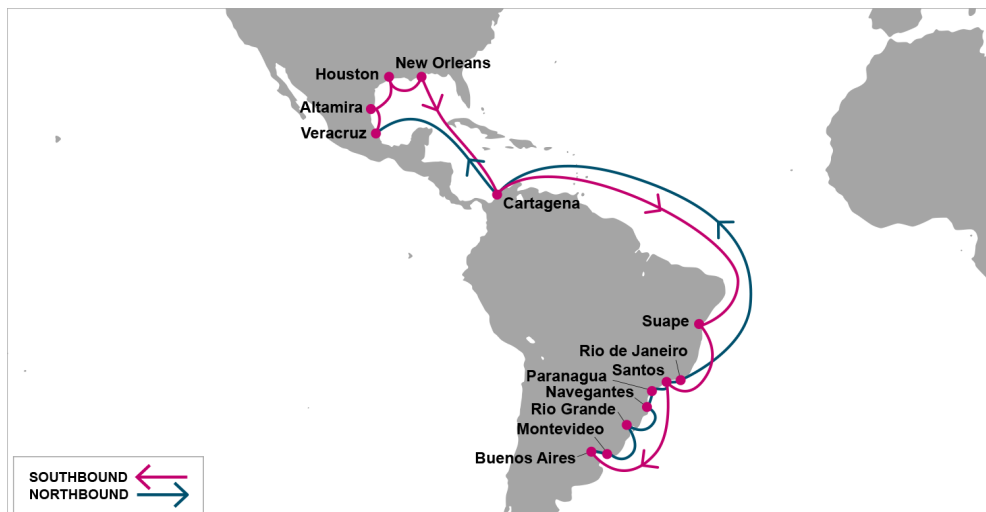 New Orleans
Houston
Altamira
Veracruz
Cartagena
Suape
Rio de Janeiro
Santos
Paranagua
Navegantes
Rio Grande
Montevideo
Buenos Aires
SOUTHBOUND
NORTHBOUND